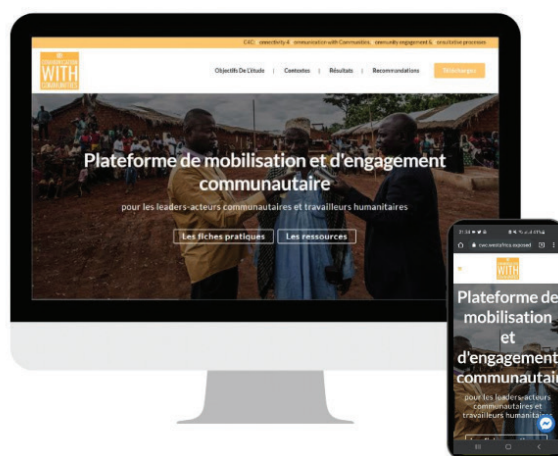 COMMUNICATION
WITH
COMMUNITIES
Objectifs De L'étude | Contextes | Résultats | Recommandations Télécharger
Plateforme de mobilisation et d'engagement
communautaire
pour les leaders-acteurs communautaires et travailleurs humanitaires
Les fiches pratiques Les ressources
WITH
Plateforme de
mobilisation
et
d'engagement
communautair
pour les leaders-acteurs
communautaires et
travailleurs humanitaires